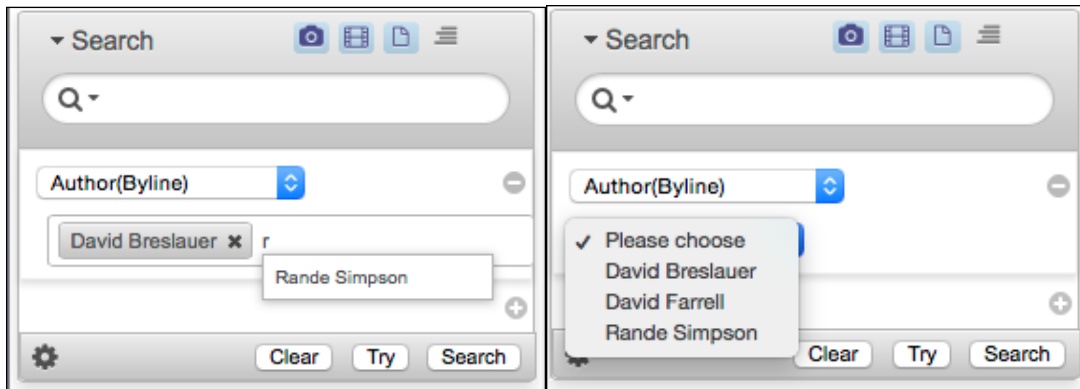 Search
Author(Byline)
David Breslauer ✖ r
Rande Simpson
Clear Try Search
Search
Author(Byline)
✓ Please choose
David Breslauer
David Farrell
Rande Simpson
Clear Try Search